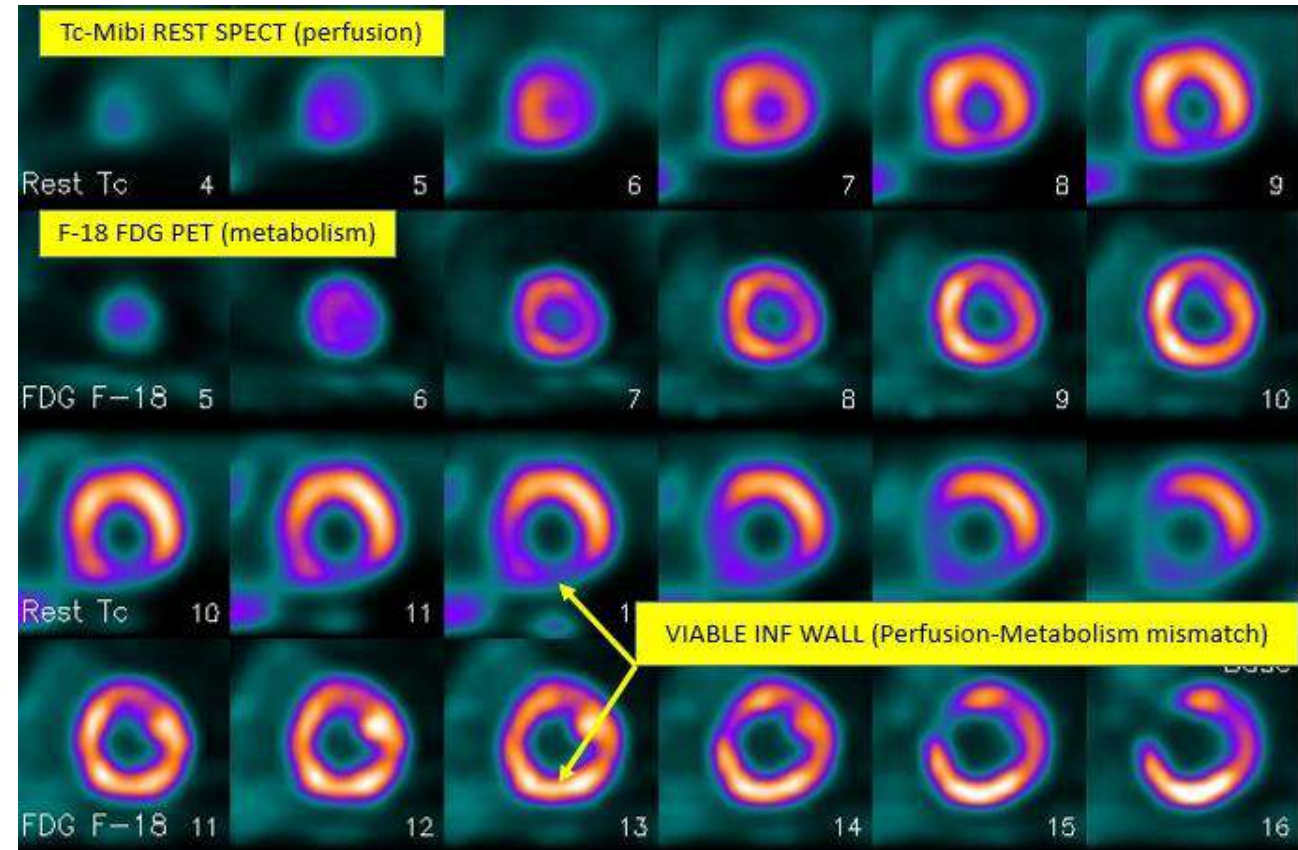 Tc-Mibi REST SPECT (perfusion)
Rest Tc 4 5 6 7 8 9
F-18 FDG PET (metabolism)
FDG F-18 5 6 7 8 9 10
Rest Tc 10 11 1
VIABLE INF WALL (Perfusion-Metabolism mismatch)
FDG F-18 11 12 13 14 15 16